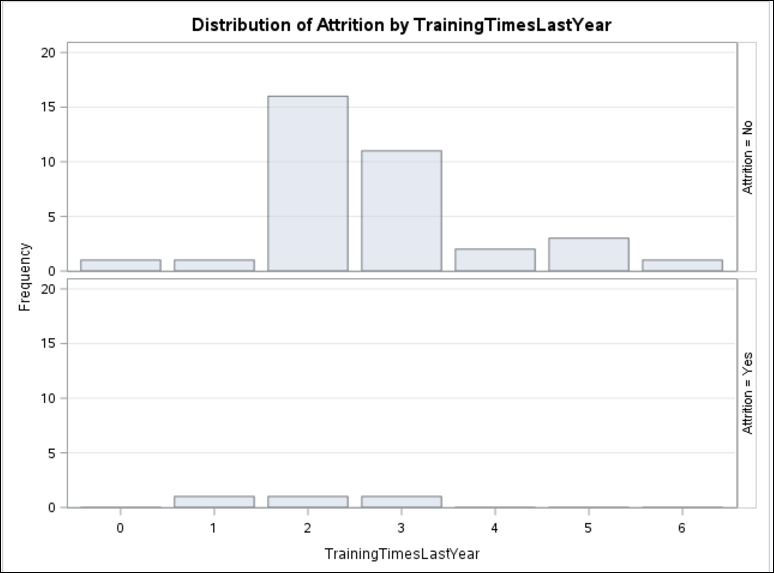 Distribution of Attrition by TrainingTimesLastYear
20
15
10
5
0
Attrition = No
Frequency
20
15
10
5
0
Attrition = Yes
0 1 2 3 4 5 6
TrainingTimesLastYear